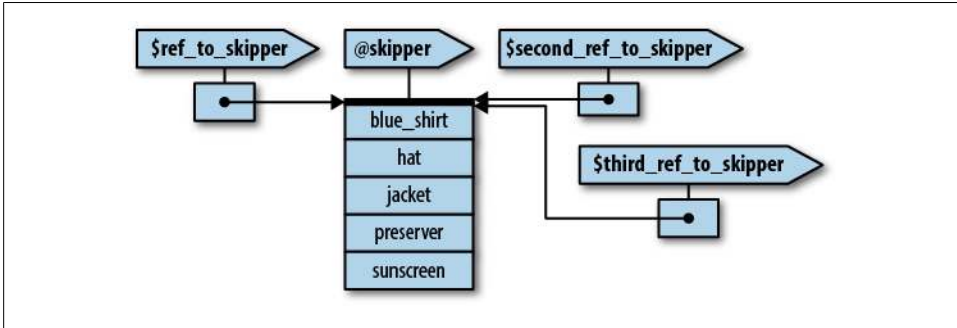 $ref_to_skipper
@skipper
$second_ref_to_skipper
blue_shirt
hat
jacket
preserver
sunscreen
$third_ref_to_skipper